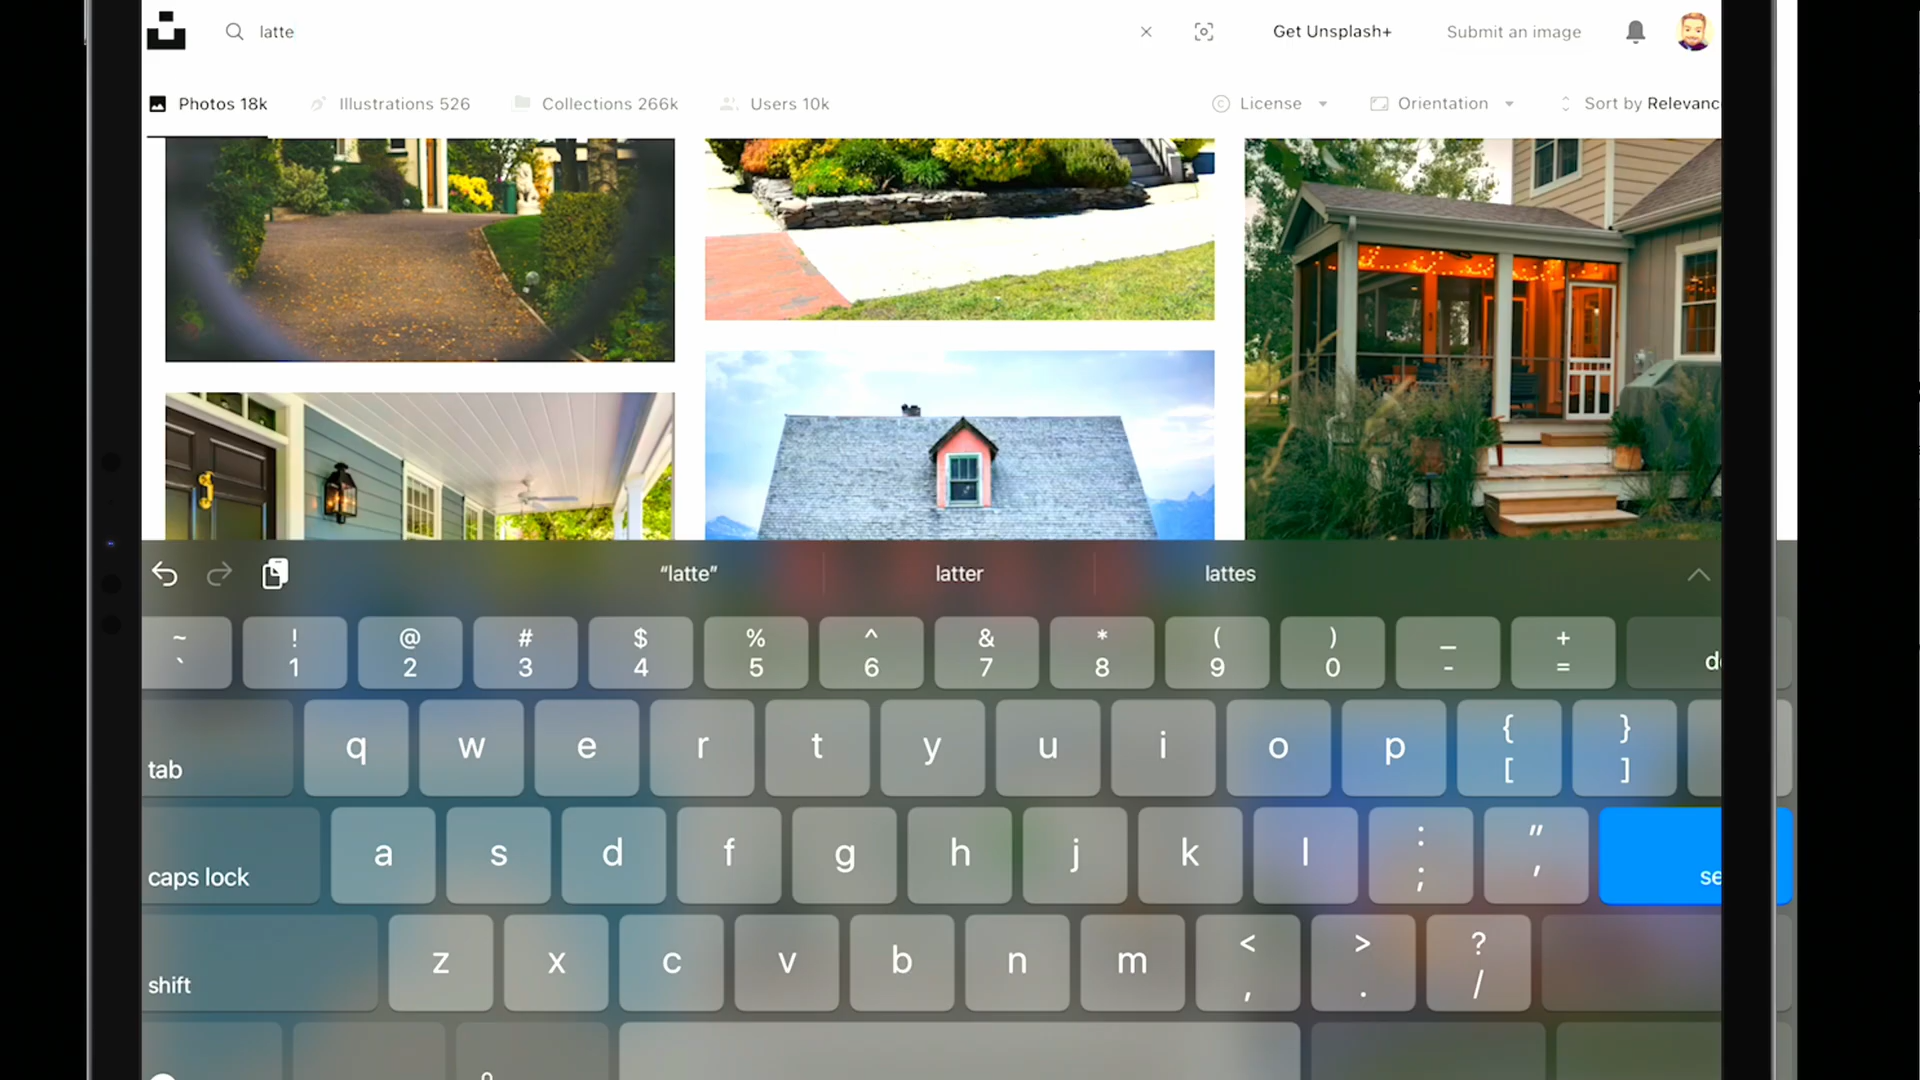 latte
Get Unsplash+
Submit an image
Photos 18k
Illustrations 526
Collections 266k
Users 10k
License
Orientation
Sort by Relevanc
“latte”
latter
lattes
~ ! @ # $ % ^ & * ( ) _ +
` 1 2 3 4 5 6 7 8 9 0 - =
tab q w e r t y u i o p { }
[ ]
caps lock a s d f g h j k l : "
; '
se
shift z x c v b n m < > ?
, . /